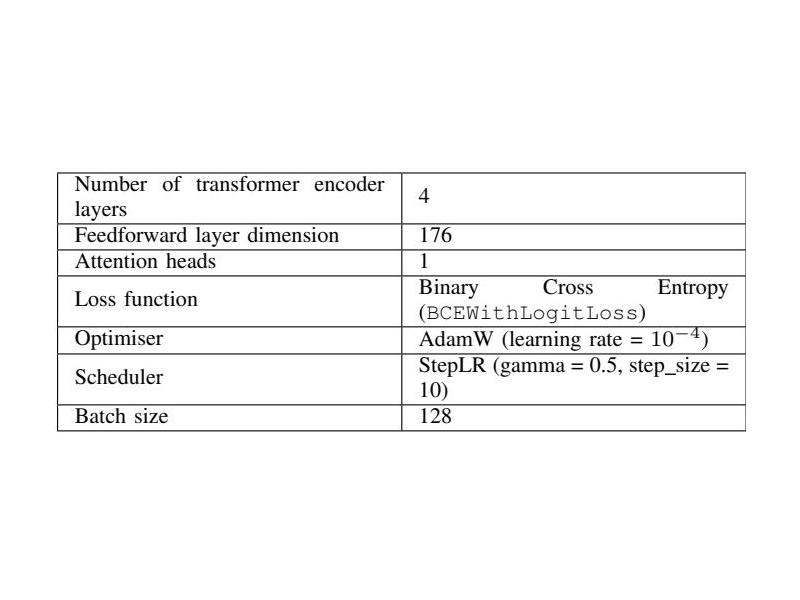 Number of transformer encoder
layers
4
Feedforward layer dimension
176
Attention heads
1
Loss function
Binary Cross Entropy
(BCEWithLogitLoss)
Optimiser
AdamW (learning rate = 10⁻⁴)
Scheduler
StepLR (gamma = 0.5, step_size =
10)
Batch size
128